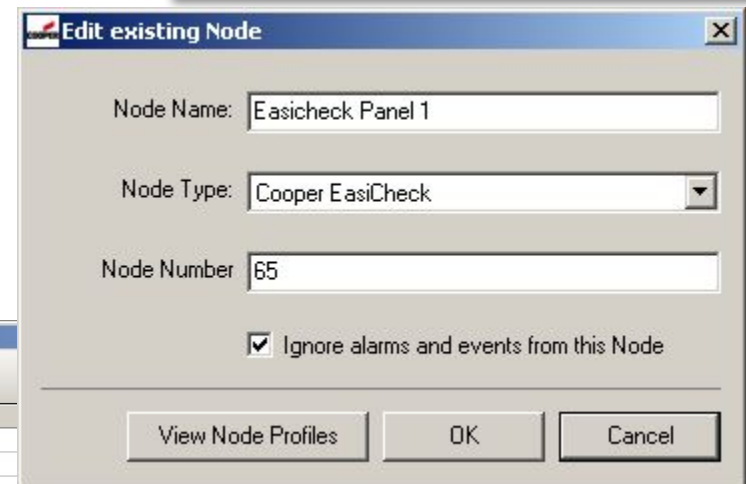 COOPER Edit existing Node
Node Name: Easicheck Panel 1
Node Type: Cooper EasiCheck
Node Number 65
Ignore alarms and events from this Node
View Node Profiles OK Cancel